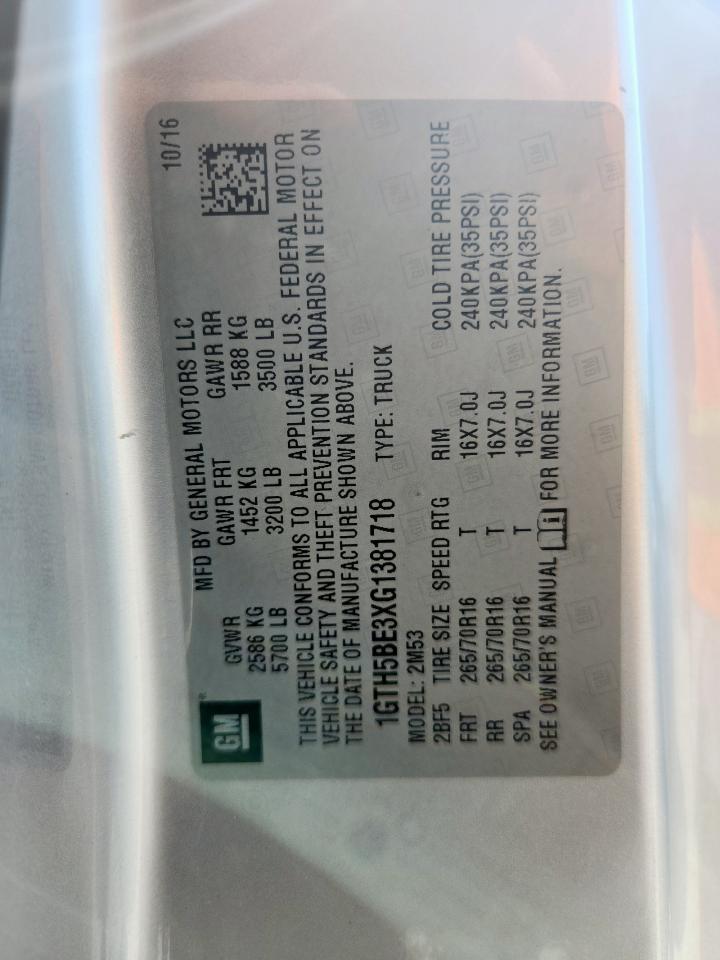 GM
MFD BY GENERAL MOTORS LLC 10/16
GVWR GAWR FRT GAWR RR
2586 KG 1452 KG 1588 KG
5700 LB 3200 LB 3500 LB
THIS VEHICLE CONFORMS TO ALL APPLICABLE U.S. FEDERAL MOTOR
VEHICLE SAFETY AND THEFT PREVENTION STANDARDS IN EFFECT ON
THE DATE OF MANUFACTURE SHOWN ABOVE.
1GTH5BE3XG1381718 TYPE: TRUCK
MODEL: 2M53
2BF5 TIRE SIZE SPEED RTG RIM COLD TIRE PRESSURE
FRT 265/70R16 T 16X7.0J 240KPA(35PSI)
RR 265/70R16 T 16X7.0J 240KPA(35PSI)
SPA 265/70R16 T 16X7.0J 240KPA(35PSI)
SEE OWNER'S MANUAL i FOR MORE INFORMATION.